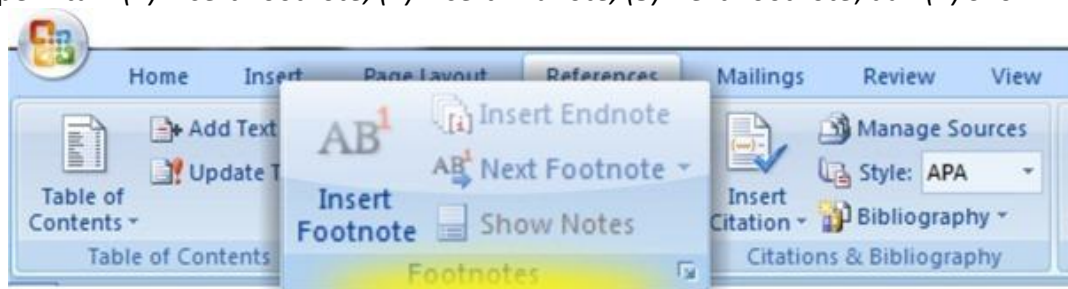 Home Insert Page Layout References Mailings Review View
Add Text
Update T
Table of
Contents
Table of Contents
AB1
Insert
Footnote
Insert Endnote
Next Footnote
Show Notes
Footnotes
Insert
Citation
Manage Sources
Style: APA
Bibliography
Citations & Bibliography